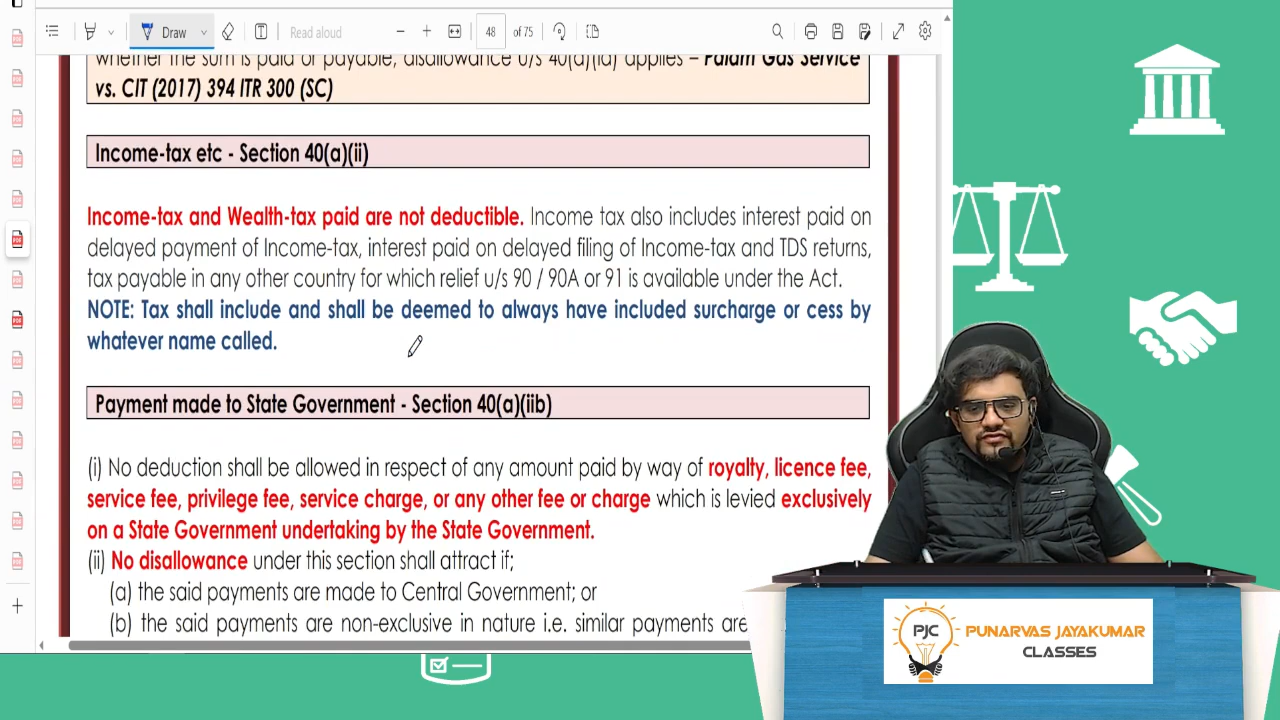 Draw
Read aloud
48
of 75
whether the sum is paid or payable, disallowance u/s 40(a)(ia) applies – Palam Gas Service
vs. CIT (2017) 394 ITR 300 (SC)
Income-tax etc - Section 40(a)(ii)
Income-tax and Wealth-tax paid are not deductible. Income tax also includes interest paid on
delayed payment of Income-tax, interest paid on delayed filing of Income-tax and TDS returns,
tax payable in any other country for which relief u/s 90 / 90A or 91 is available under the Act.
NOTE: Tax shall include and shall be deemed to always have included surcharge or cess by
whatever name called.
Payment made to State Government - Section 40(a)(iib)
(i) No deduction shall be allowed in respect of any amount paid by way of royalty, licence fee,
service fee, privilege fee, service charge, or any other fee or charge which is levied exclusively
on a State Government undertaking by the State Government.
(ii) No disallowance under this section shall attract if;
(a) the said payments are made to Central Government; or
(b) the said payments are non-exclusive in nature i.e. similar payments are
PJC
PUNARVAS JAYAKUMAR
CLASSES